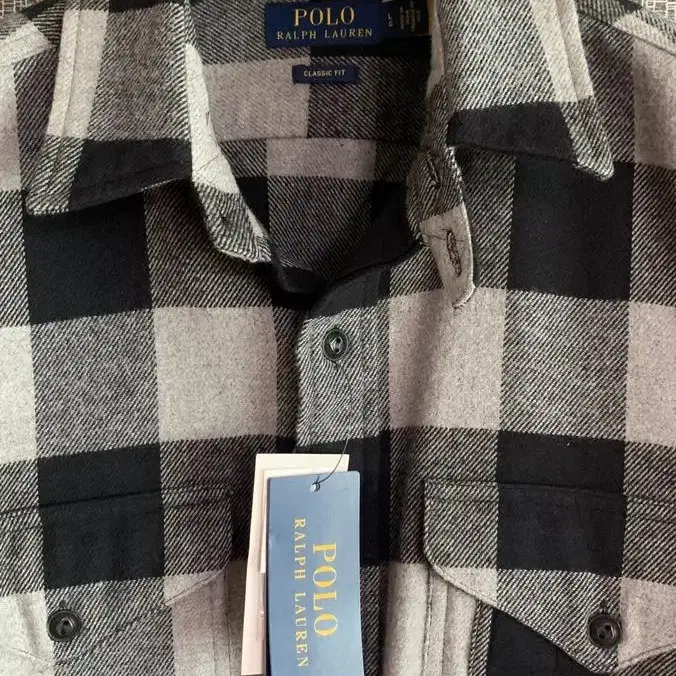 POLO
RALPH LAUREN
L
G
CLASSIC FIT
POLO
RALPH LAUREN